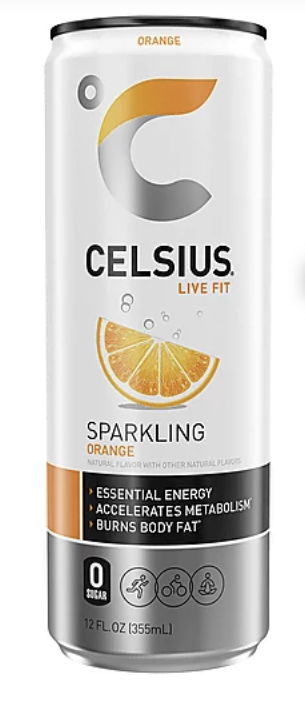 ORANGE
CELSIUS®
LIVE FIT
SPARKLING
ORANGE
NATURAL FLAVOR WITH OTHER NATURAL FLAVORS
› ESSENTIAL ENERGY
› ACCELERATES METABOLISM*
› BURNS BODY FAT*
0
SUGAR
12 FL. OZ (355mL)